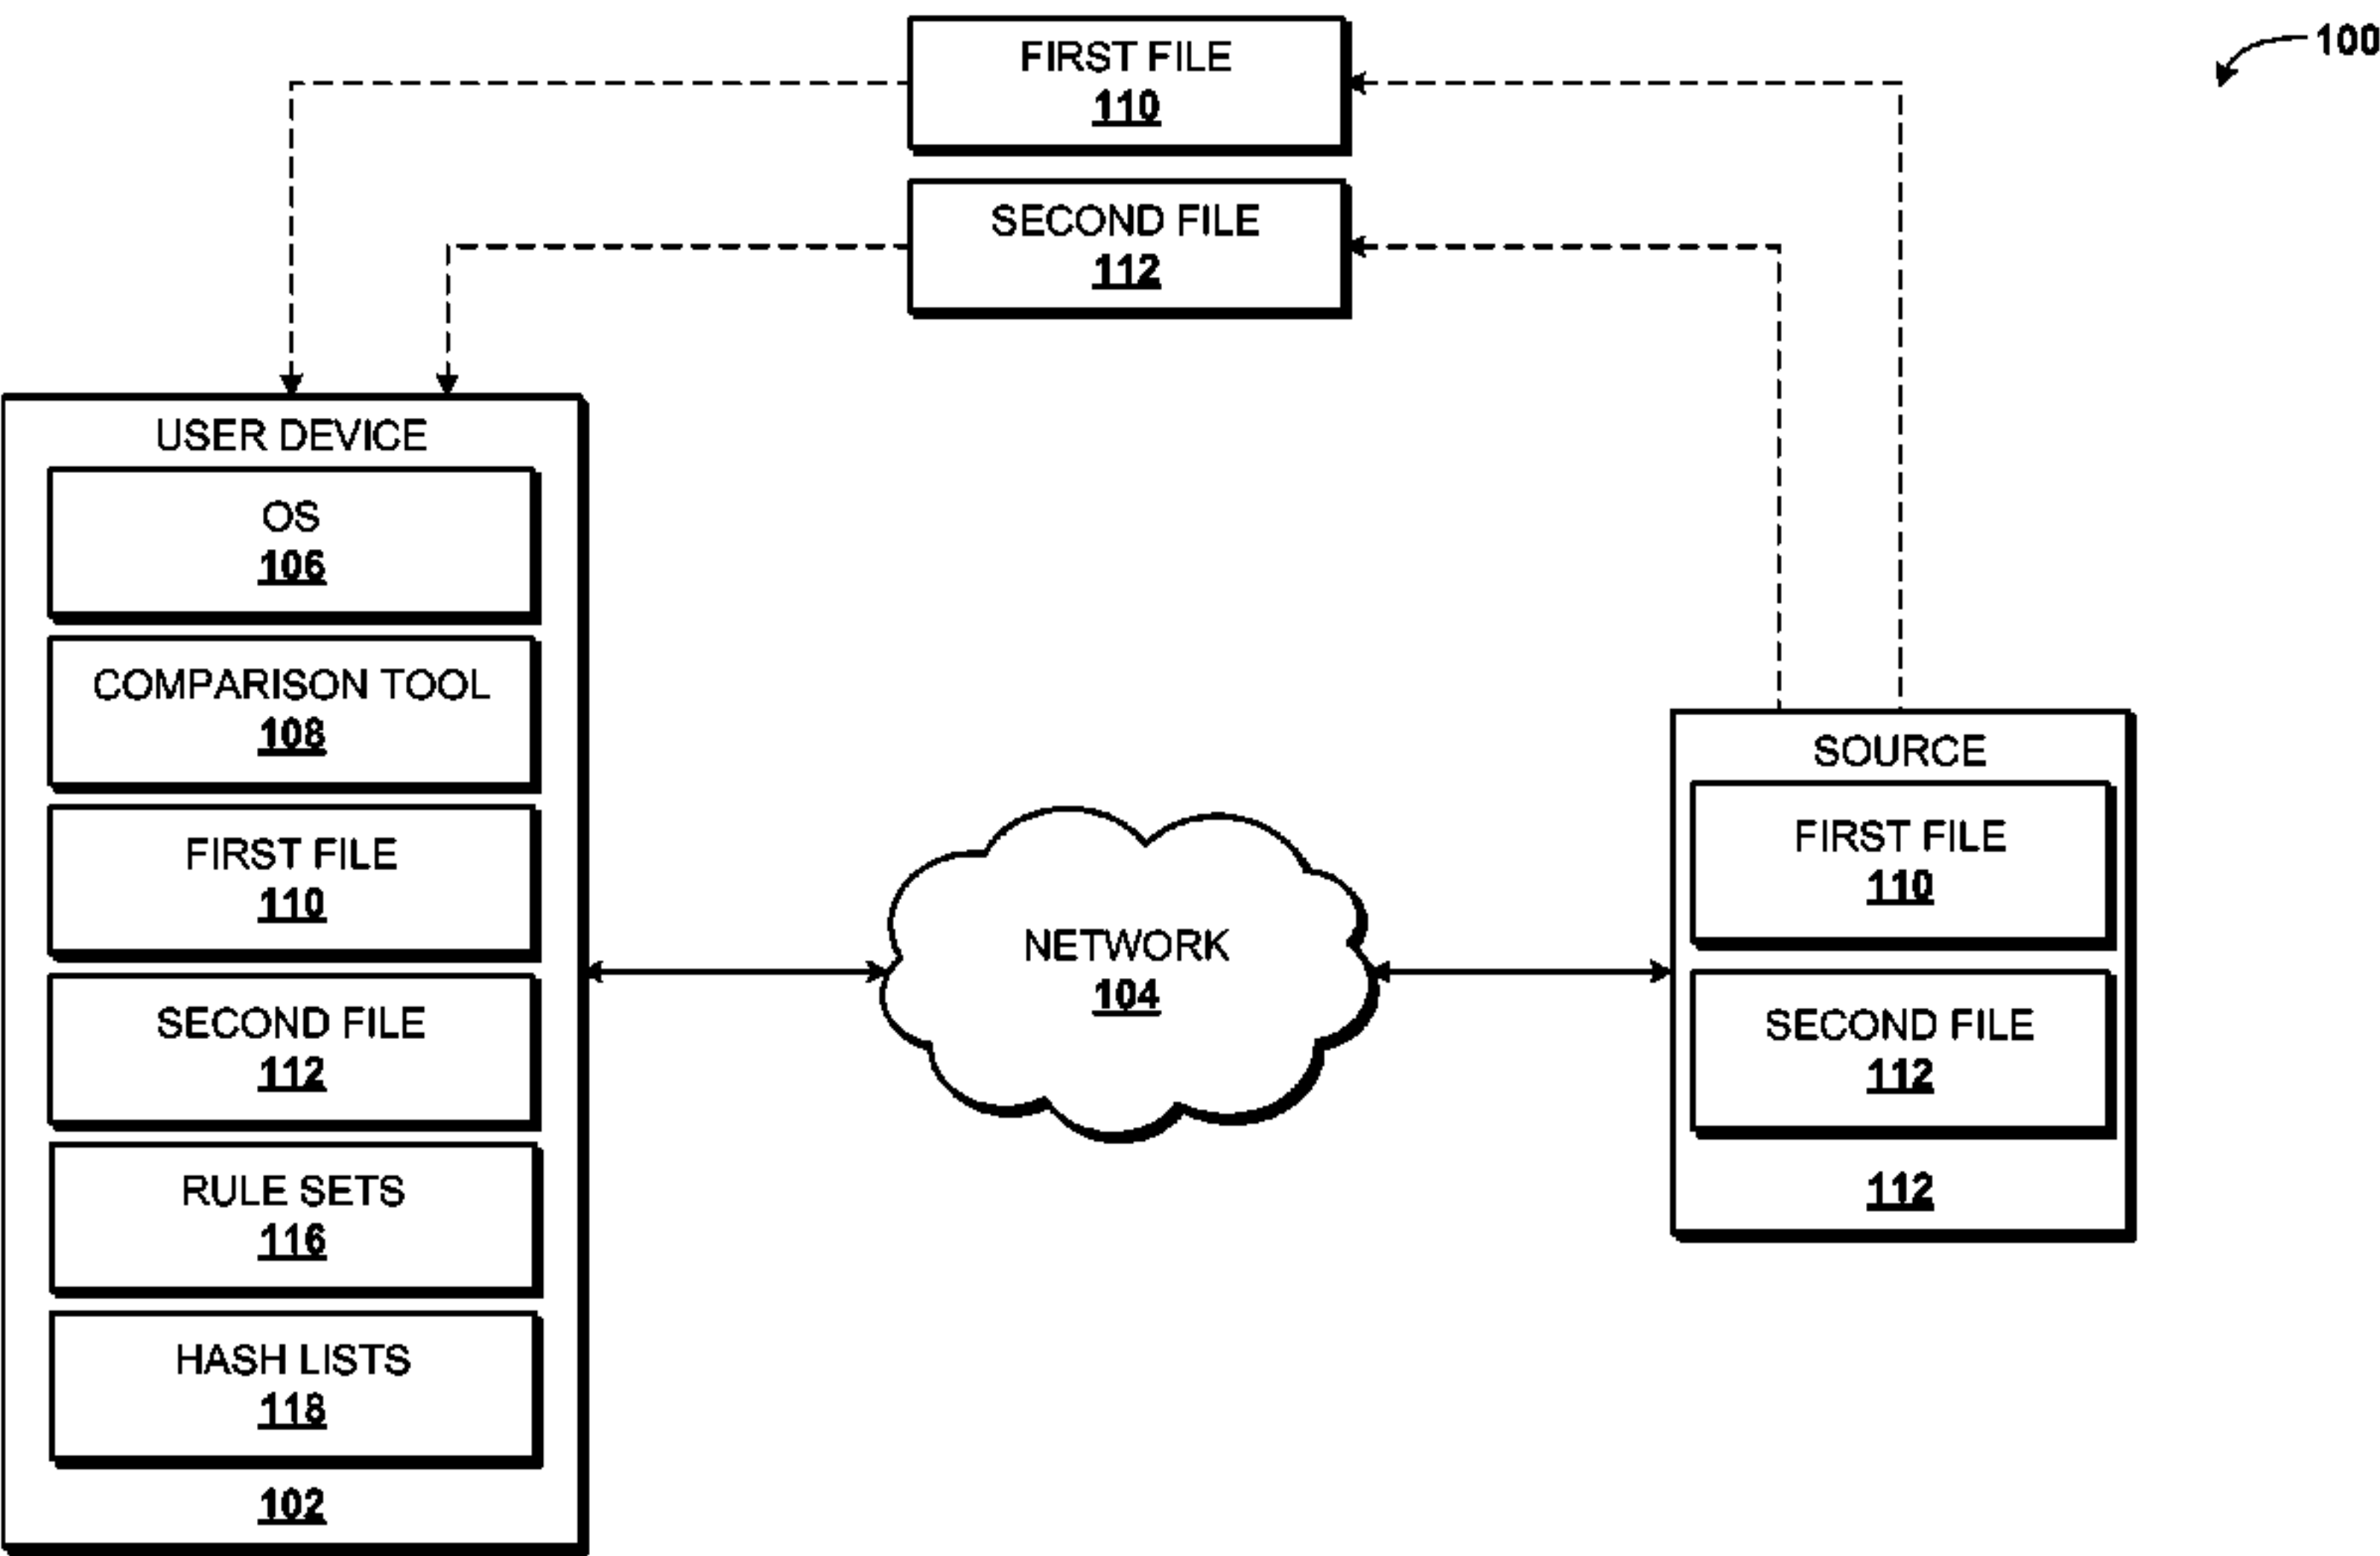 100
FIRST FILE
110
SECOND FILE
112
USER DEVICE
OS
106
COMPARISON TOOL
108
FIRST FILE
110
SECOND FILE
112
RULE SETS
116
HASH LISTS
118
102
NETWORK
104
SOURCE
FIRST FILE
110
SECOND FILE
112
112